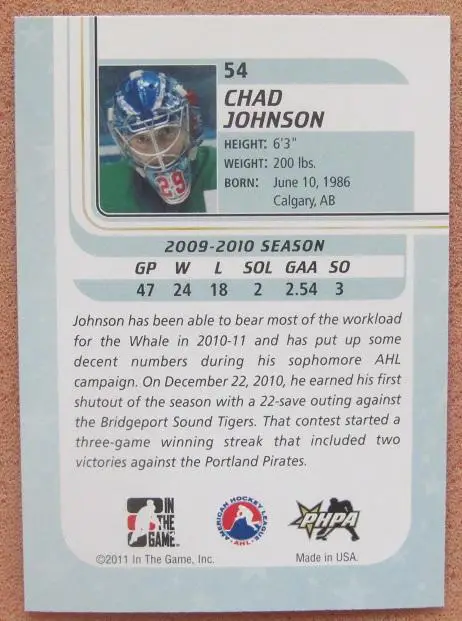 54
CHAD
JOHNSON
HEIGHT: 6'3"
WEIGHT: 200 lbs.
BORN: June 10, 1986
Calgary, AB
29
2009-2010 SEASON
GP W L SOL GAA SO
47 24 18 2 2.54 3
Johnson has been able to bear most of the workload
for the Whale in 2010-11 and has put up some
decent numbers during his sophomore AHL
campaign. On December 22, 2010, he earned his first
shutout of the season with a 22-save outing against
the Bridgeport Sound Tigers. That contest started a
three-game winning streak that included two
victories against the Portland Pirates.
IN
THE
GAME
AMERICAN HOCKEY LEAGUE
AHL
PHPA
©2011 In The Game, Inc.
Made in USA.